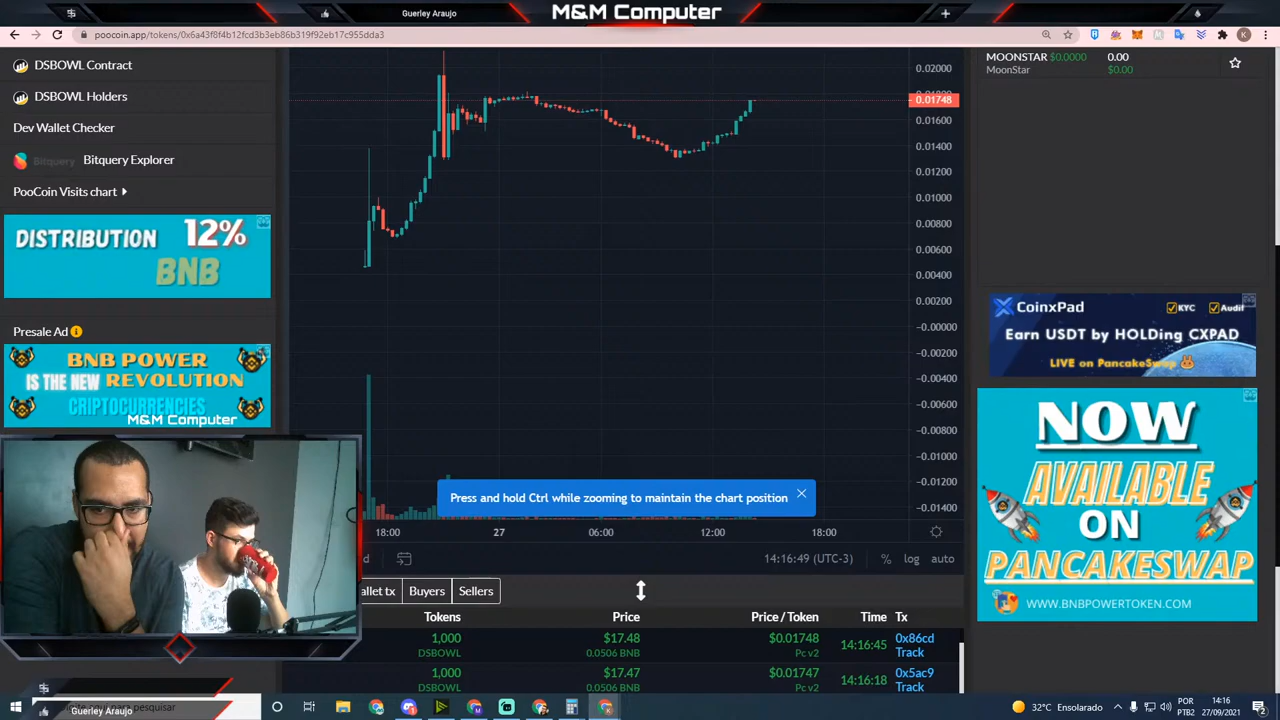 Guerley Araujo
M&M Computer
poocoin.app/tokens/0x6a43f8f4b12fcd3b3eb86b319f92eb17c955dda3
DSBOWL Contract
DSBOWL Holders
Dev Wallet Checker
Bitquery
Bitquery Explorer
PooCoin Visits chart
DISTRIBUTION 12%
BNB
Presale Ad
BNB POWER
IS THE NEW REVOLUTION
CRIPTOCURRENCIES
M&M Computer
0.02000
0.01748
0.01600
0.01400
0.01200
0.01000
0.00800
0.00600
0.00400
0.00200
-0.00000
-0.00200
-0.00400
-0.00600
-0.00800
-0.01000
-0.01200
-0.01400
Press and hold Ctrl while zooming to maintain the chart position
18:00 27 06:00 12:00 18:00
14:16:49 (UTC-3) % log auto
Buyers Sellers
Tokens Price Price / Token Time Tx
1,000 $17.48 $0.01748 14:16:45 0x86cd
DSBOWL 0.0506 BNB Pc v2 Track
1,000 $17.47 $0.01747 14:16:18 0x5ac9
DSBOWL 0.0506 BNB Pc v2 Track
MOONSTAR $0.0000 0.00
MoonStar $0.00
CoinxPad KYC Audit
Earn USDT by HOLDing CXPAD
LIVE on PancakeSwap
NOW
AVAILABLE
ON
PANCAKESWAP
WWW.BNBPOWERTOKEN.COM
Guerley Araujo
32°C Ensolarado
POR
PTB2
14:16
27/09/2021